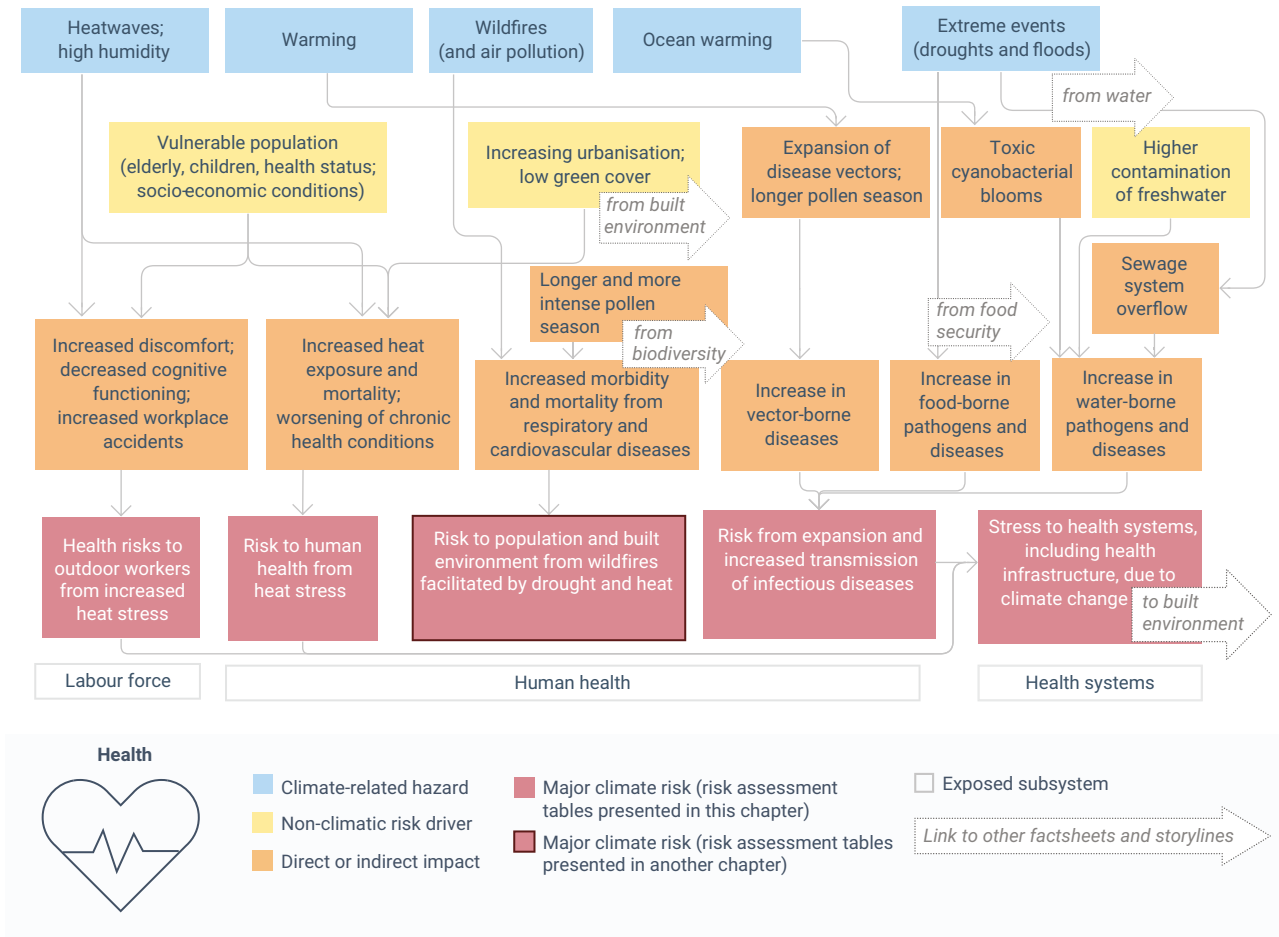 Heatwaves;
high humidity
Warming
Wildfires
(and air pollution)
Ocean warming
Extreme events
(droughts and floods)
from water
Vulnerable population
(elderly, children, health status;
socio-economic conditions)
Increasing urbanisation;
low green cover
from built
environment
Expansion of
disease vectors;
longer pollen season
Toxic
cyanobacterial
blooms
Higher
contamination
of freshwater
Longer and more
intense pollen
season
from
biodiversity
from food
security
Sewage
system
overflow
Increased discomfort;
decreased cognitive
functioning;
increased workplace
accidents
Increased heat
exposure and
mortality;
worsening of chronic
health conditions
Increased morbidity
and mortality from
respiratory and
cardiovascular diseases
Increase in
vector-borne
diseases
Increase in
food-borne
pathogens and
diseases
Increase in
water-borne
pathogens and
diseases
Health risks to
outdoor workers
from increased
heat stress
Risk to human
health from
heat stress
Risk to population and built
environment from wildfires
facilitated by drought and heat
Risk from expansion and
increased transmission
of infectious diseases
Stress to health systems,
including health
infrastructure, due to
climate change
to built
environment
Labour force
Human health
Health systems
Health
Climate-related hazard
Non-climatic risk driver
Direct or indirect impact
Major climate risk (risk assessment
tables presented in this chapter)
Major climate risk (risk assessment tables
presented in another chapter)
Exposed subsystem
Link to other factsheets and storylines